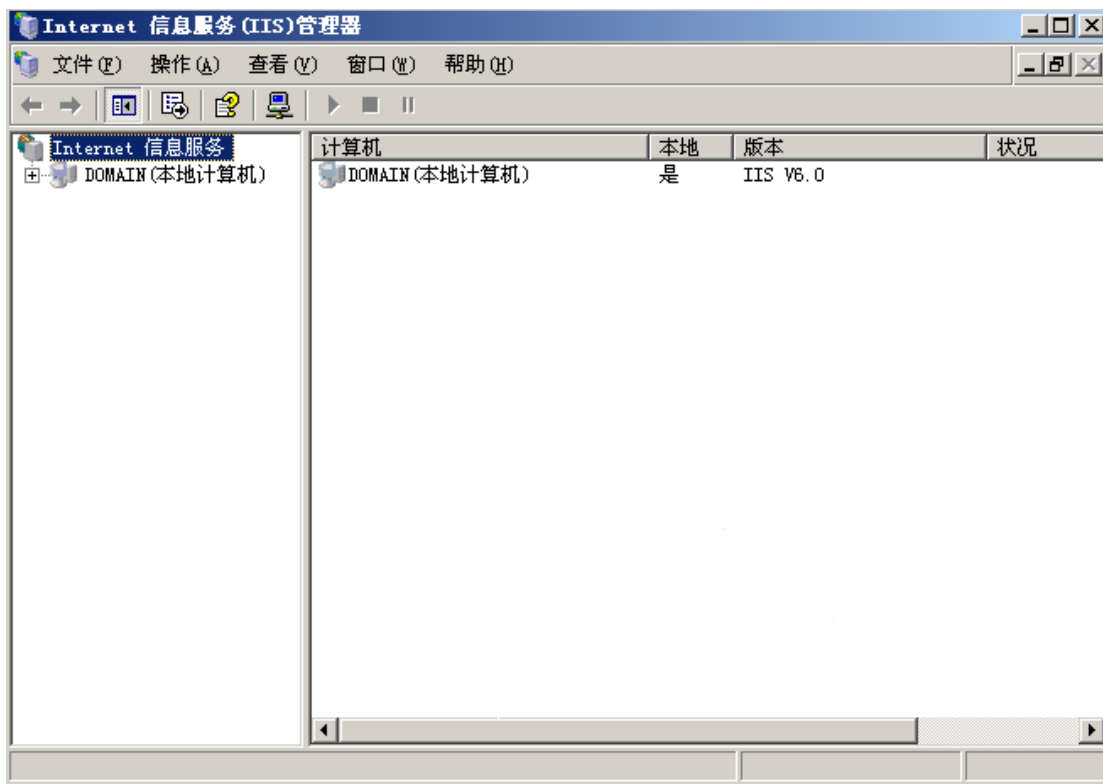 Internet 信息服务(IIS)管理器
文件(F) 操作(A) 查看(V) 窗口(W) 帮助(H)
Internet 信息服务
DOMAIN(本地计算机)
计算机 本地 版本 状况
DOMAIN(本地计算机) 是 IIS V6.0